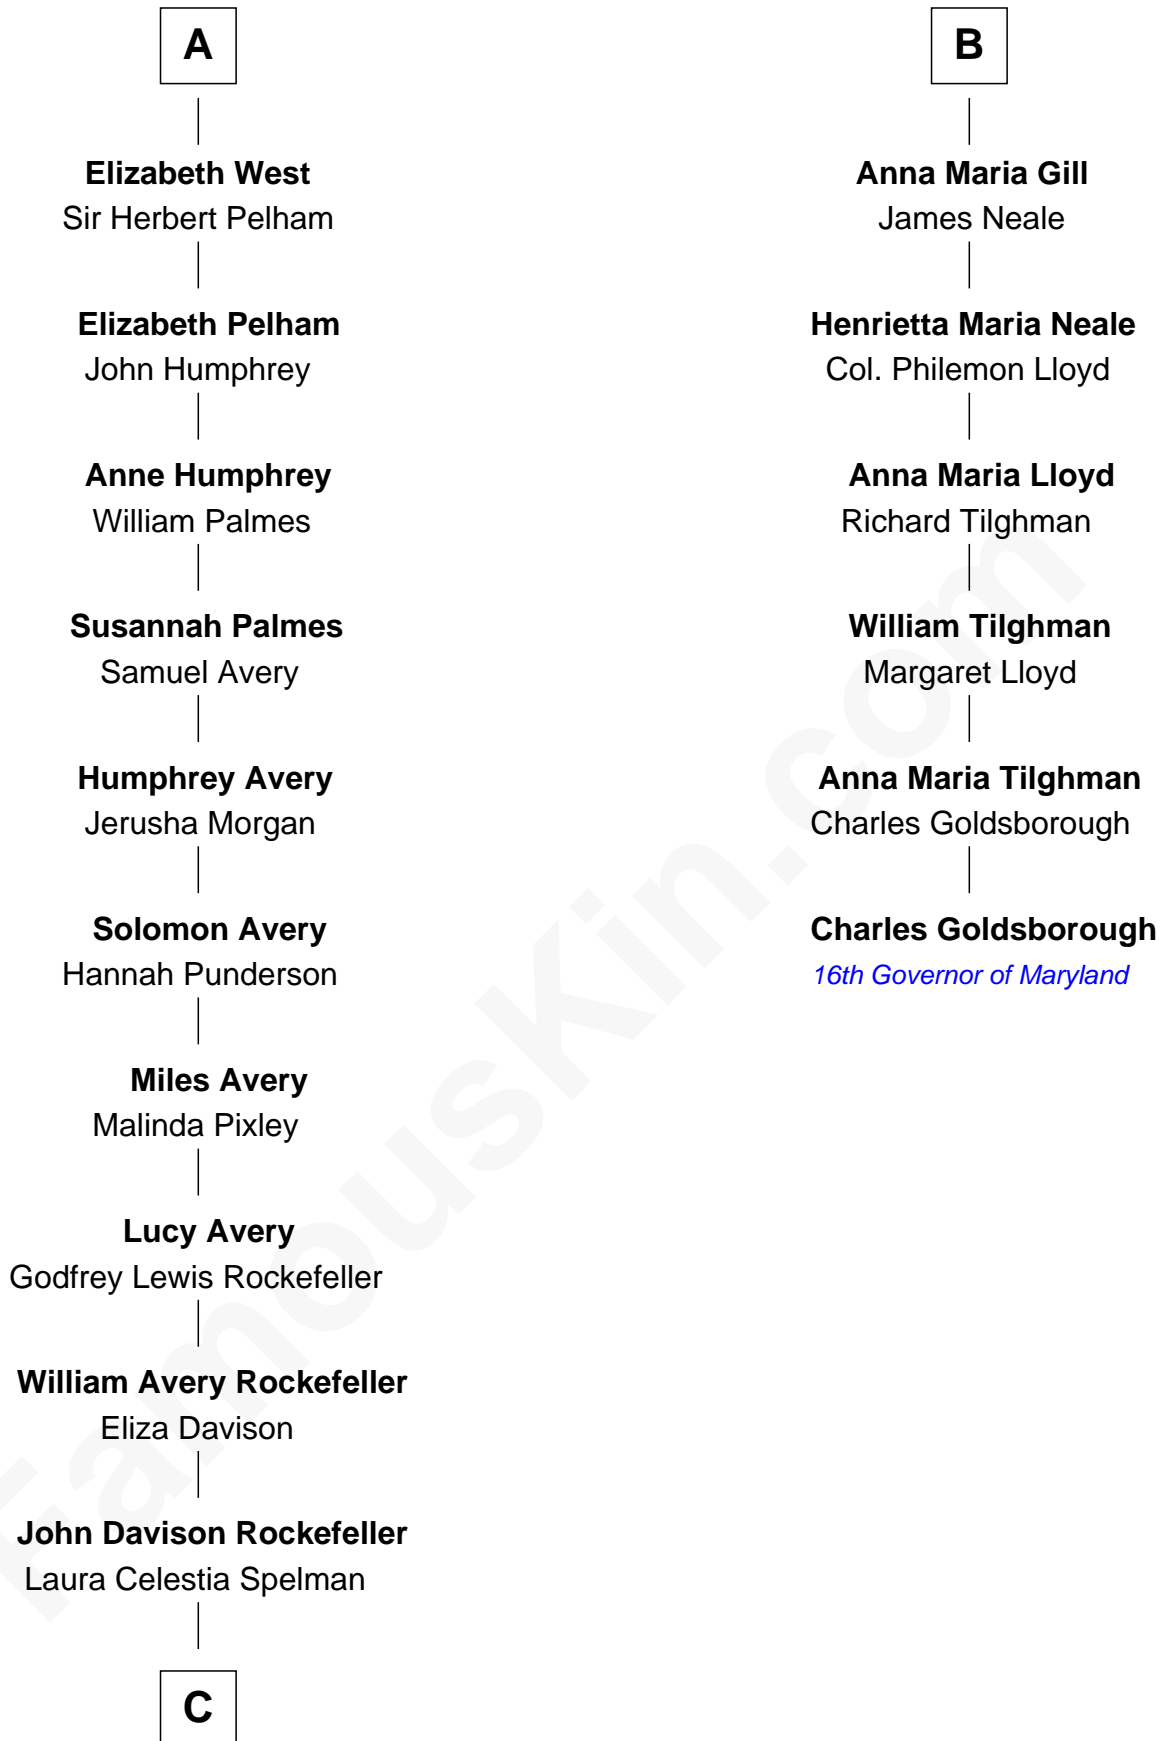 A
Elizabeth West
Sir Herbert Pelham
Elizabeth Pelham
John Humphrey
Anne Humphrey
William Palmes
Susannah Palmes
Samuel Avery
Humphrey Avery
Jerusha Morgan
Solomon Avery
Hannah Punderson
Miles Avery
Malinda Pixley
Lucy Avery
Godfrey Lewis Rockefeller
William Avery Rockefeller
Eliza Davison
John Davison Rockefeller
Laura Celestia Spelman
C
B
Anna Maria Gill
James Neale
Henrietta Maria Neale
Col. Philemon Lloyd
Anna Maria Lloyd
Richard Tilghman
William Tilghman
Margaret Lloyd
Anna Maria Tilghman
Charles Goldsborough
Charles Goldsborough
16th Governor of Maryland
FamousKin.com